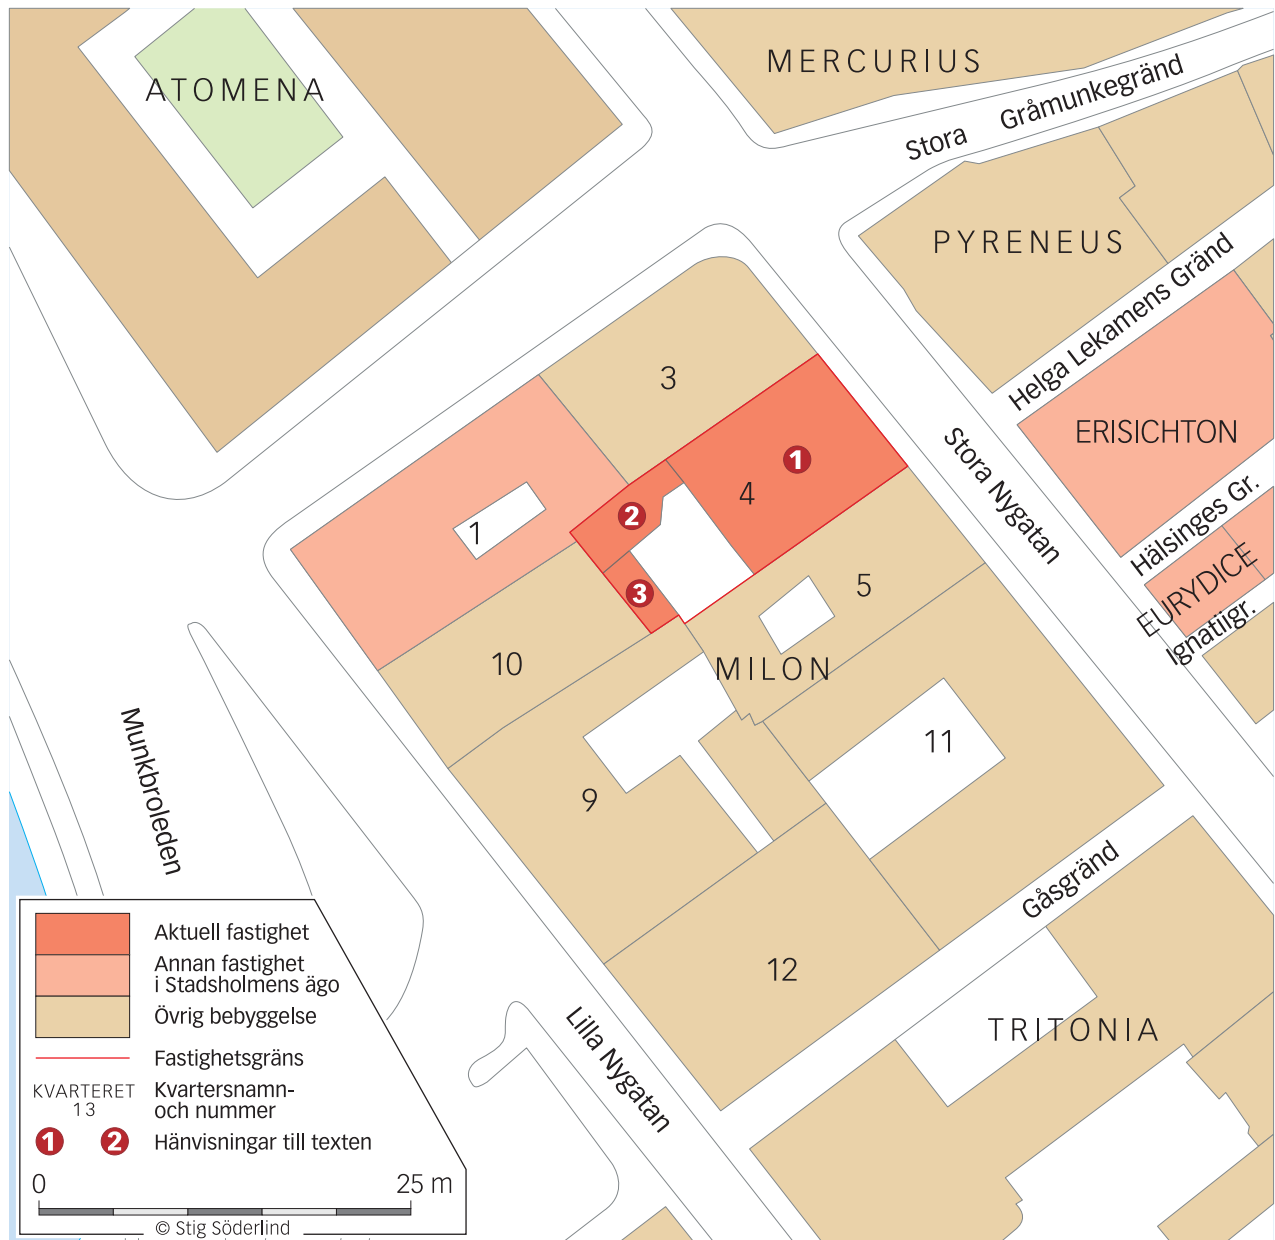 MERCURIUS
ATOMENA
Stora Gråmunkegränd
PYRENEUS
Helga Lekamens Gränd
3
ERISICHTON
1
4
Stora Nygatan
Hälsinges Gr.
2
7
EURYDICE
5
3
Ignatiigr.
10
MILON
Munkbroleden
11
9
Gåsgränd
12
TRITONIA
Lilla Nygatan
Aktuell fastighet
Annan fastighet
i Stadsholmens ägo
Övrig bebyggelse
Fastighetsgräns
KVARTERET
13
Kvartersnamn-
och nummer
1 2 Hänvisningar till texten
0 25 m
© Stig Söderlind